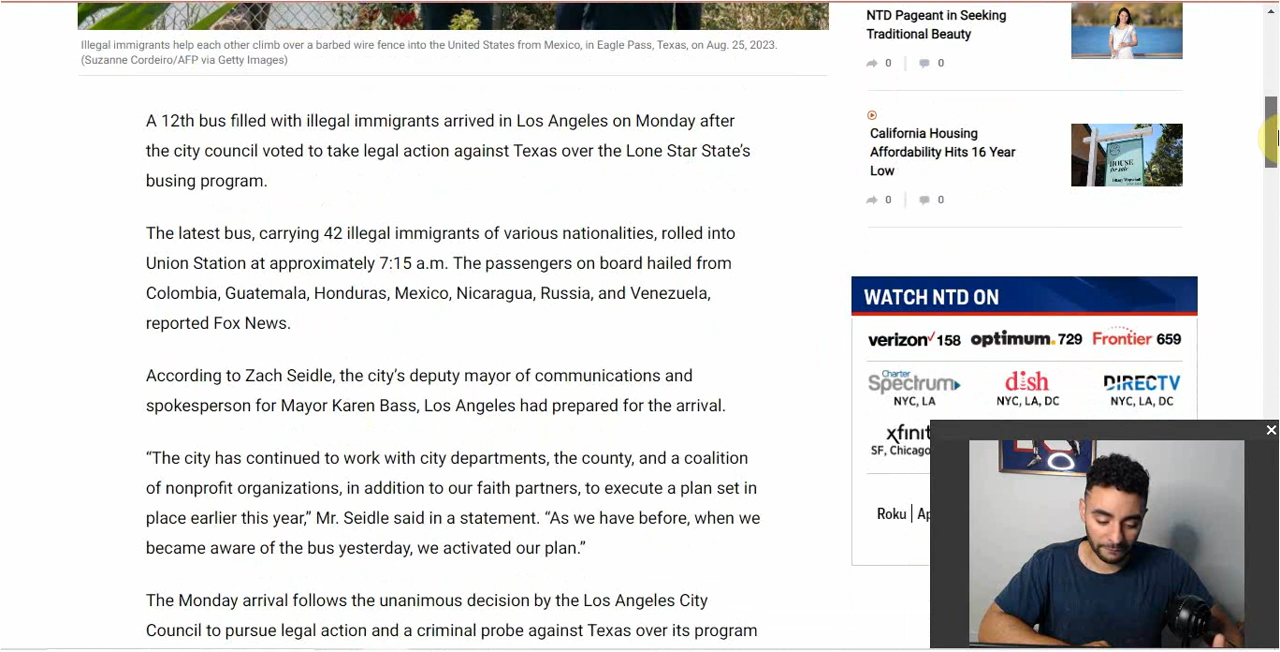 Illegal immigrants help each other climb over a barbed wire fence into the United States from Mexico, in Eagle Pass, Texas, on Aug. 25, 2023.
(Suzanne Cordeiro/AFP via Getty Images)
A 12th bus filled with illegal immigrants arrived in Los Angeles on Monday after
the city council voted to take legal action against Texas over the Lone Star State’s
busing program.
The latest bus, carrying 42 illegal immigrants of various nationalities, rolled into
Union Station at approximately 7:15 a.m. The passengers on board hailed from
Colombia, Guatemala, Honduras, Mexico, Nicaragua, Russia, and Venezuela,
reported Fox News.
According to Zach Seidle, the city’s deputy mayor of communications and
spokesperson for Mayor Karen Bass, Los Angeles had prepared for the arrival.
“The city has continued to work with city departments, the county, and a coalition
of nonprofit organizations, in addition to our faith partners, to execute a plan set in
place earlier this year,” Mr. Seidle said in a statement. “As we have before, when we
became aware of the bus yesterday, we activated our plan.”
The Monday arrival follows the unanimous decision by the Los Angeles City
Council to pursue legal action and a criminal probe against Texas over its program
NTD Pageant in Seeking
Traditional Beauty
0 0
California Housing
Affordability Hits 16 Year
Low
HOUSE
0 0
WATCH NTD ON
verizon 158 optimum. 729 Frontier 659
Charter
Spectrum dish DIRECTV
NYC, LA NYC, LA, DC NYC, LA, DC
xfinit
SF, Chicago
Roku | Ap